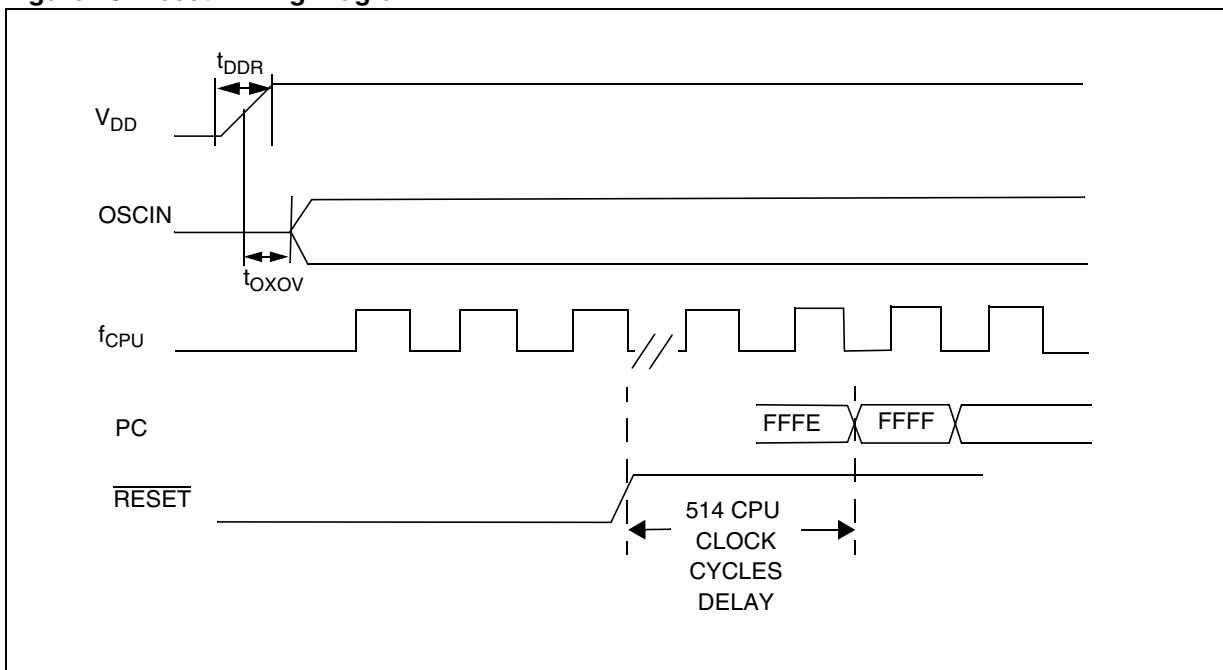 tDDR
VDD
OSCIN
tOXOV
fCPU
PC
FFFE
FFFF
RESET
514 CPU
CLOCK
CYCLES
DELAY